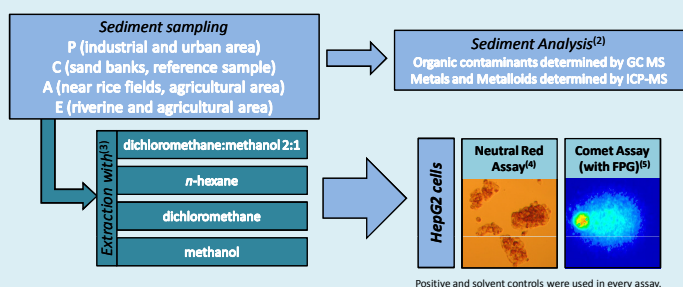 Sediment sampling
P (industrial and urban area)
C (sand banks, reference sample)
A (near rice fields, agricultural area)
E (riverine and agricultural area)
Sediment Analysis(2)
Organic contaminants determined by GC MS
Metals and Metalloids determined by ICP-MS
Extraction with(3)
dichloromethane:methanol 2:1
n-hexane
dichloromethane
methanol
HepG2 cells
Neutral Red
Assay(4)
Comet Assay
(with FPG)(5)
Positive and solvent controls were used in every assay.